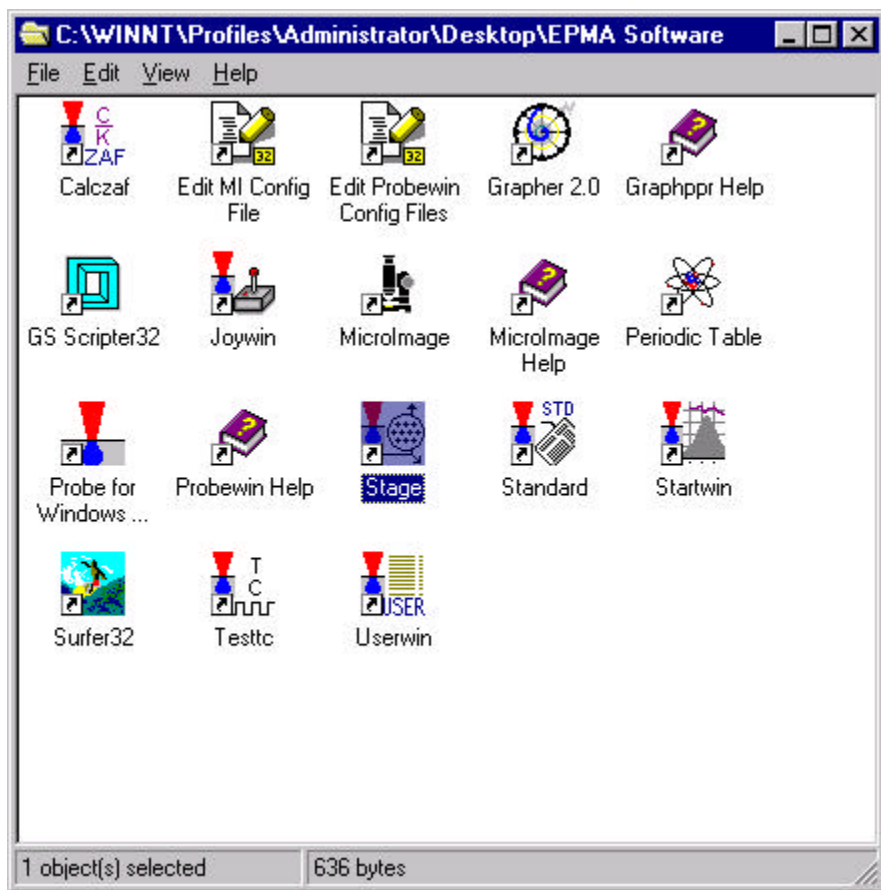 C:\WINNT\Profiles\Administrator\Desktop\EPMA Software
File Edit View Help
C
K
ZAF
32
32
Calczaf
Edit MI Config
File
Edit Probewin
Config Files
Grapher 2.0
Graphppr Help
GS Scripter32
Joywin
MicroImage
MicroImage
Help
Periodic Table
STD
Probe for
Windows ...
Probewin Help
Stage
Standard
Startwin
T
C
USER
Surfer32
Testtc
Userwin
1 object(s) selected
636 bytes